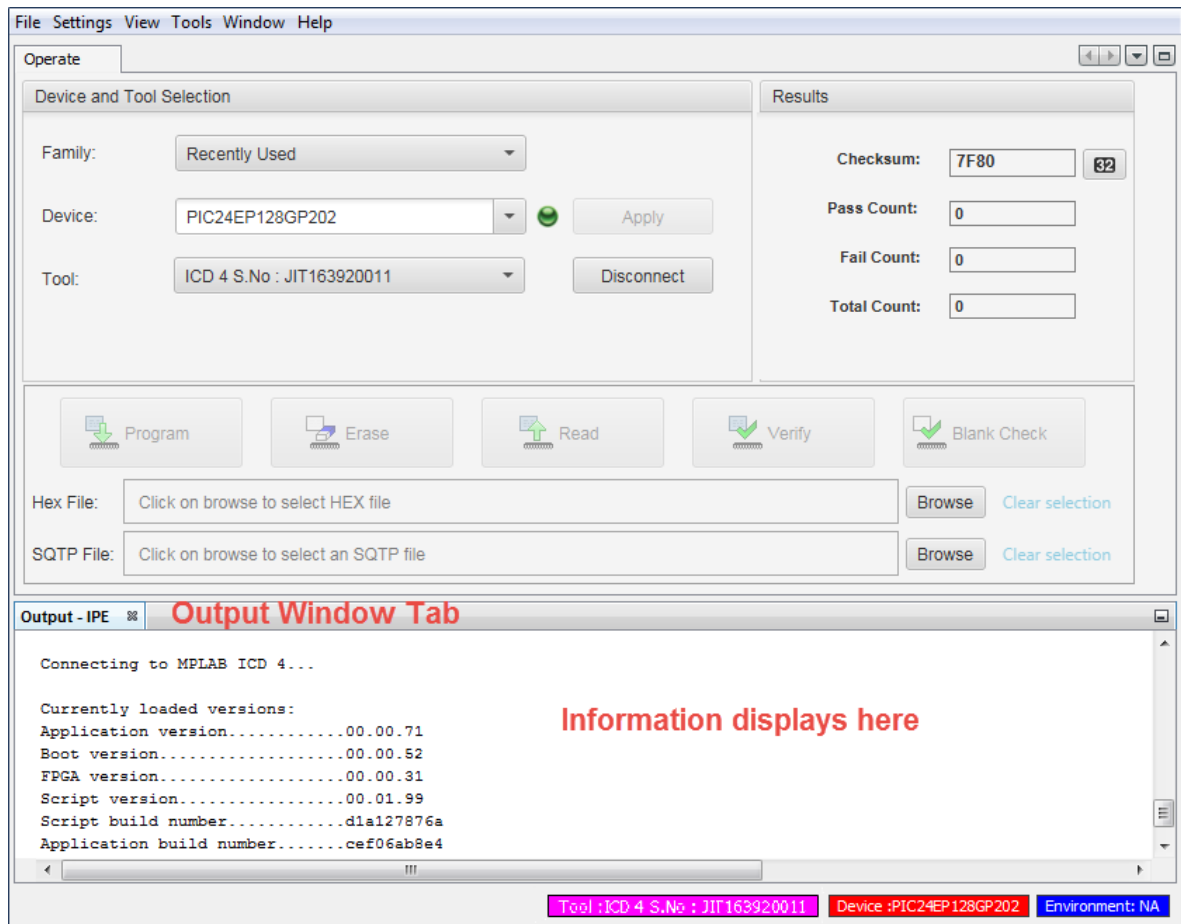 File Settings View Tools Window Help
Operate
Device and Tool Selection
Results
Family:
Recently Used
Checksum:
7F80
32
Device:
PIC24EP128GP202
Apply
Pass Count:
0
Tool:
ICD 4 S.No : JIT163920011
Disconnect
Fail Count:
0
Total Count:
0
Program
Erase
Read
Verify
Blank Check
Hex File:
Click on browse to select HEX file
Browse
Clear selection
SQTP File:
Click on browse to select an SQTP file
Browse
Clear selection
Output - IPE
Output Window Tab
Connecting to MPLAB ICD 4...
Currently loaded versions:
Information displays here
Application version............00.00.71
Boot version...................00.00.52
FPGA version...................00.00.31
Script version.................00.01.99
Script build number............d1a127876a
Application build number.......cef06ab8e4
Tool :ICD 4 S.No : JIT163920011
Device :PIC24EP128GP202
Environment: NA